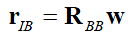 r_IB = R_BB w